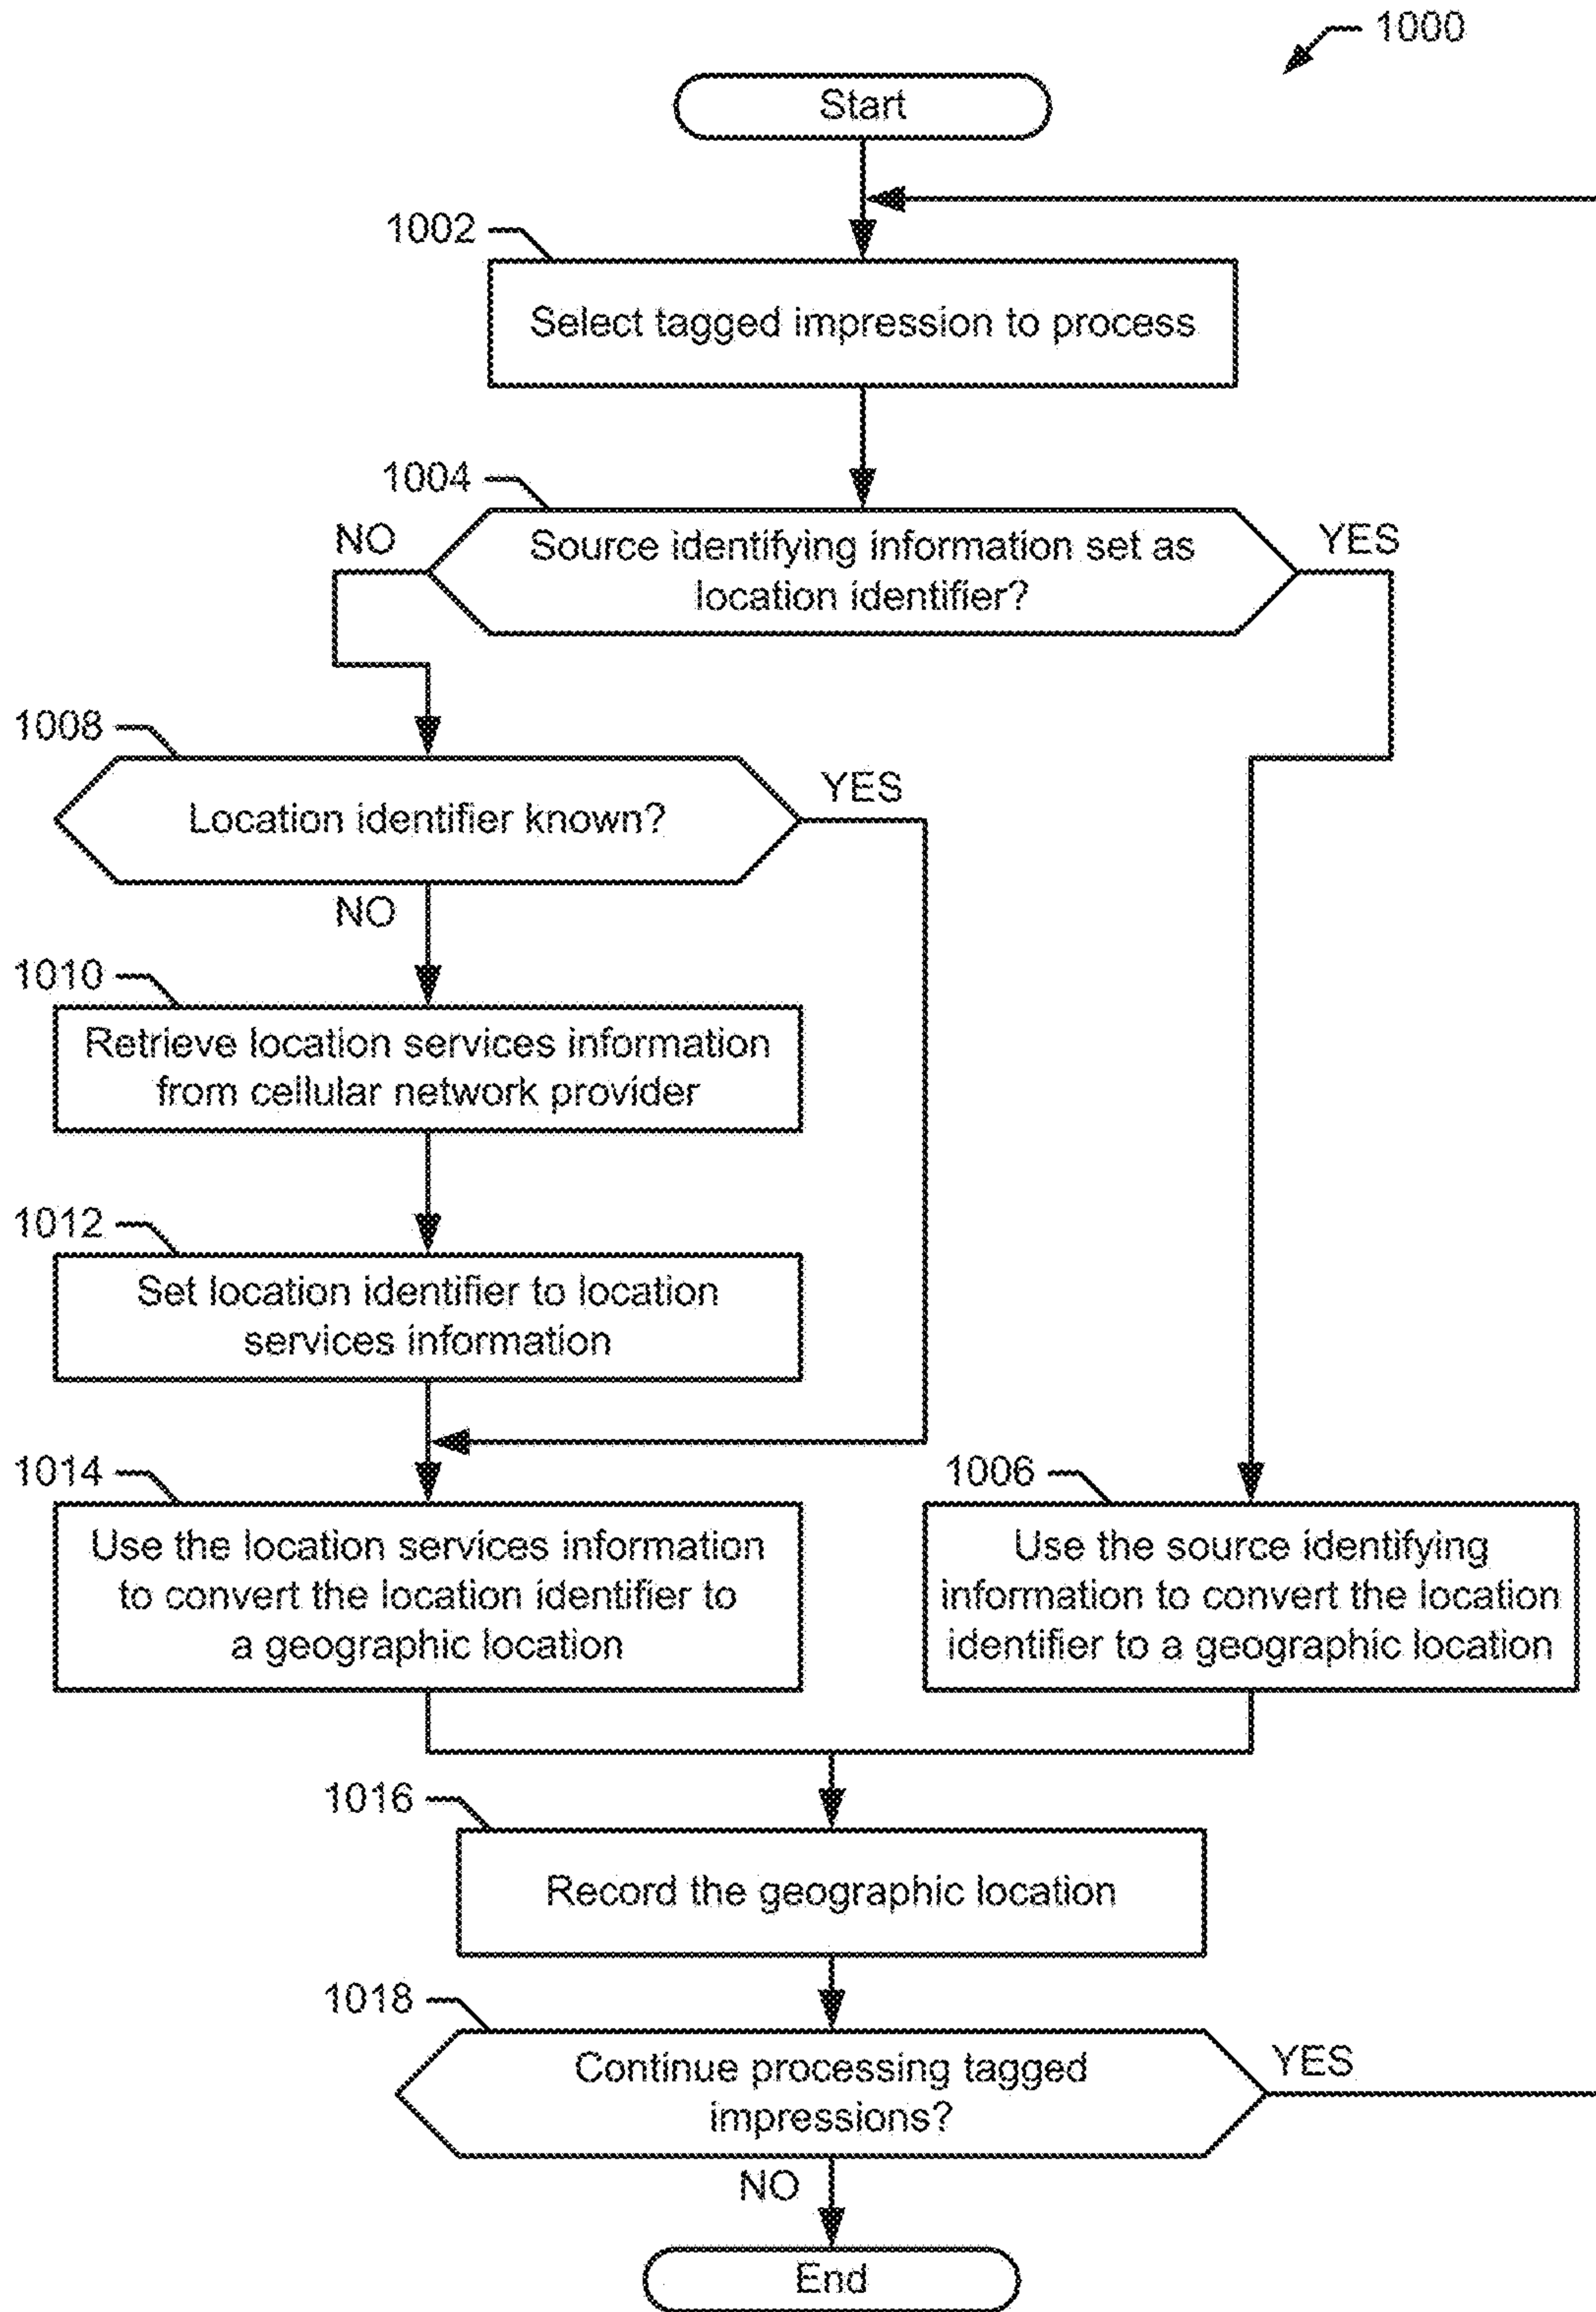 1000
Start
1002
Select tagged impression to process
1004
NO
Source identifying information set as
location identifier?
YES
1008
Location identifier known?
YES
NO
1010
Retrieve location services information
from cellular network provider
1012
Set location identifier to location
services information
1014
Use the location services information
to convert the location identifier to
a geographic location
1006
Use the source identifying
information to convert the location
identifier to a geographic location
1016
Record the geographic location
1018
Continue processing tagged
impressions?
YES
NO
End